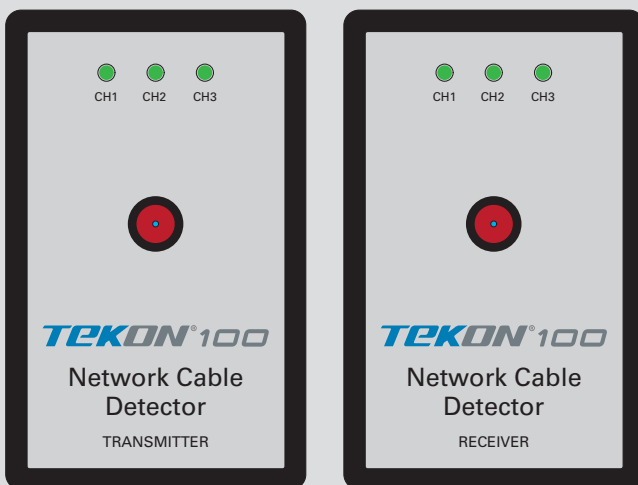 CH1 CH2 CH3
TEKON® 100
Network Cable
Detector
TRANSMITTER
CH1 CH2 CH3
TEKON® 100
Network Cable
Detector
RECEIVER